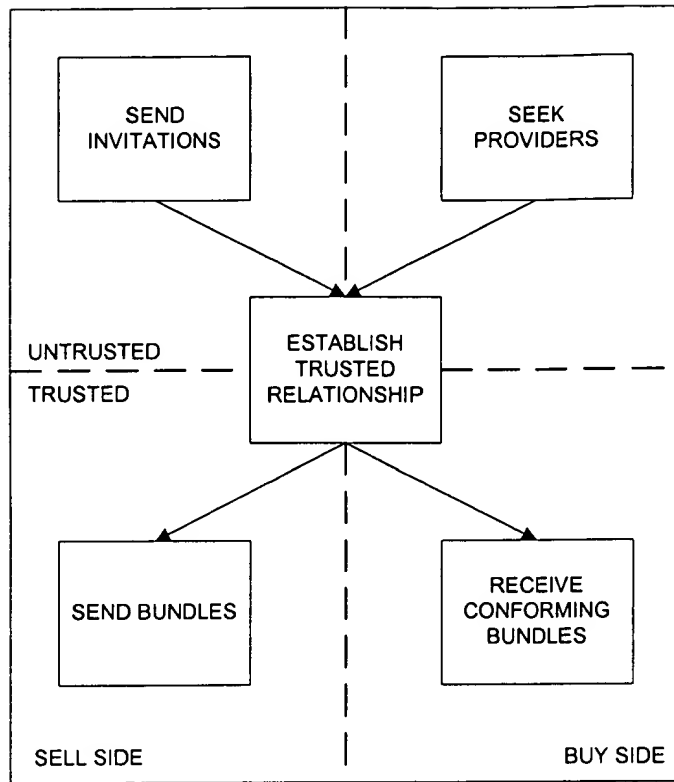 SEND
INVITATIONS
SEEK
PROVIDERS
UNTRUSTED
TRUSTED
ESTABLISH
TRUSTED
RELATIONSHIP
SEND BUNDLES
RECEIVE
CONFORMING
BUNDLES
SELL SIDE
BUY SIDE